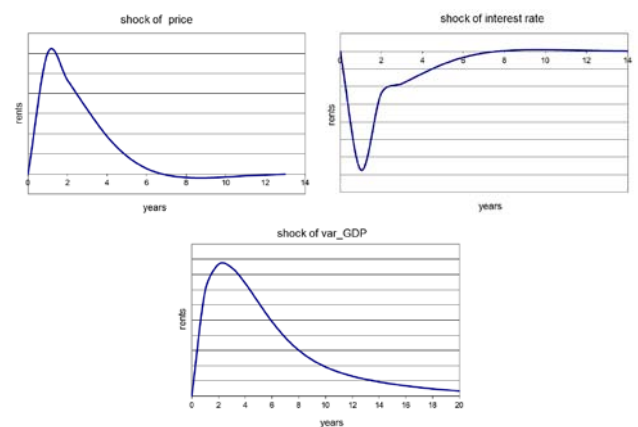 shock of price
rents
0 2 4 6 8 10 12 14
years
shock of interest rate
rents
0 2 4 6 8 10 12 14
years
shock of var_GDP
rents
0 2 4 6 8 10 12 14 16 18 20
years